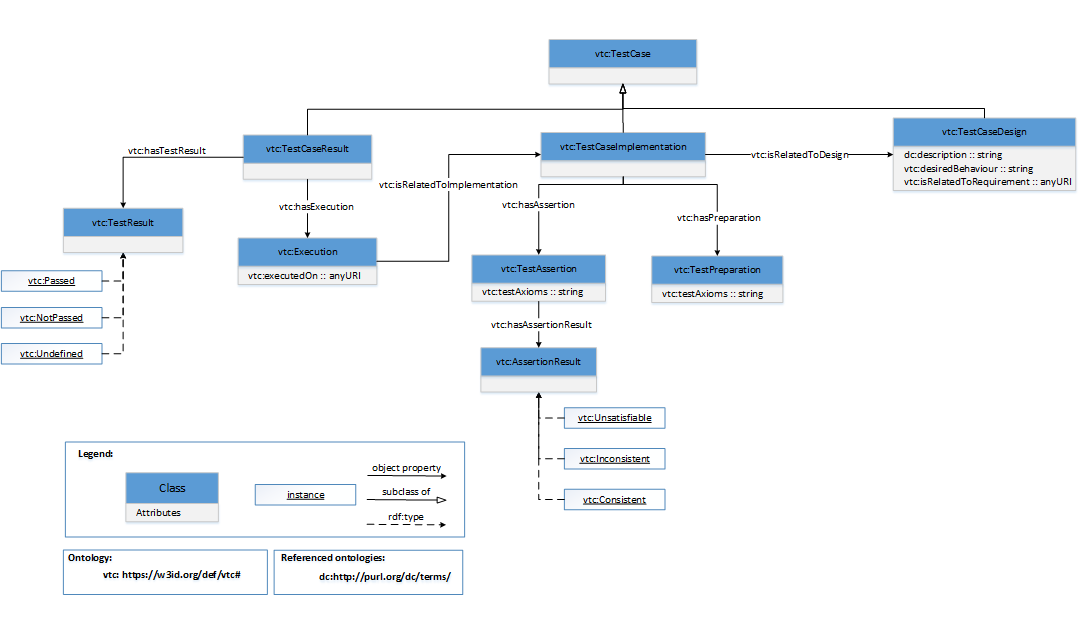 vtc:TestCase
vtc:TestCaseDesign
dc:description :: string
vtc:desiredBehaviour :: string
vtc:isRelatedToRequirement :: anyURI
vtc:TestCaseResult
vtc:TestCaseImplementation
vtc:hasTestResult
vtc:isRelatedToDesign
vtc:isRelatedToImplementation
vtc:hasExecution
vtc:hasAssertion
vtc:hasPreparation
vtc:TestResult
vtc:Execution
vtc:executedOn :: anyURI
vtc:TestAssertion
vtc:testAxioms :: string
vtc:TestPreparation
vtc:testAxioms :: string
vtc:Passed
vtc:NotPassed
vtc:Undefined
vtc:hasAssertionResult
vtc:AssertionResult
vtc:Unsatisfiable
vtc:Inconsistent
vtc:Consistent
Legend:
Class
Attributes
instance
object property
subclass of
rdf:type
Ontology:
vtc: https://w3id.org/def/vtc#
Referenced ontologies:
dc:http://purl.org/dc/terms/